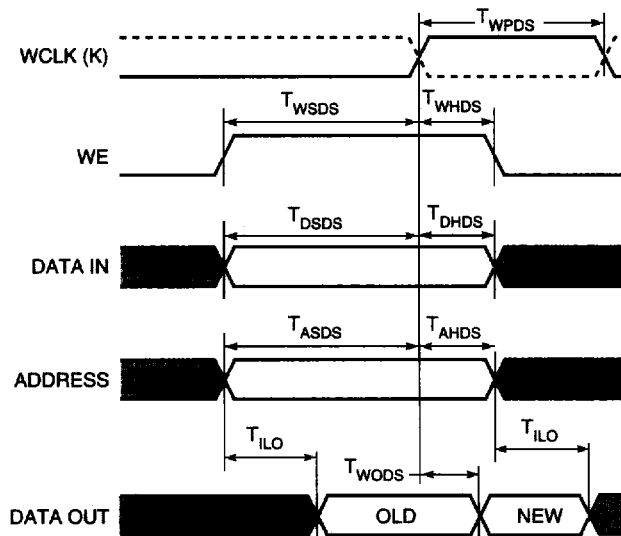 T_WPDS
WCLK (K)
T_WSDS T_WHDS
WE
T_DSDS T_DHDS
DATA IN
T_ASDS T_AHDS
ADDRESS
T_ILO T_ILO
T_WODS
DATA OUT OLD NEW